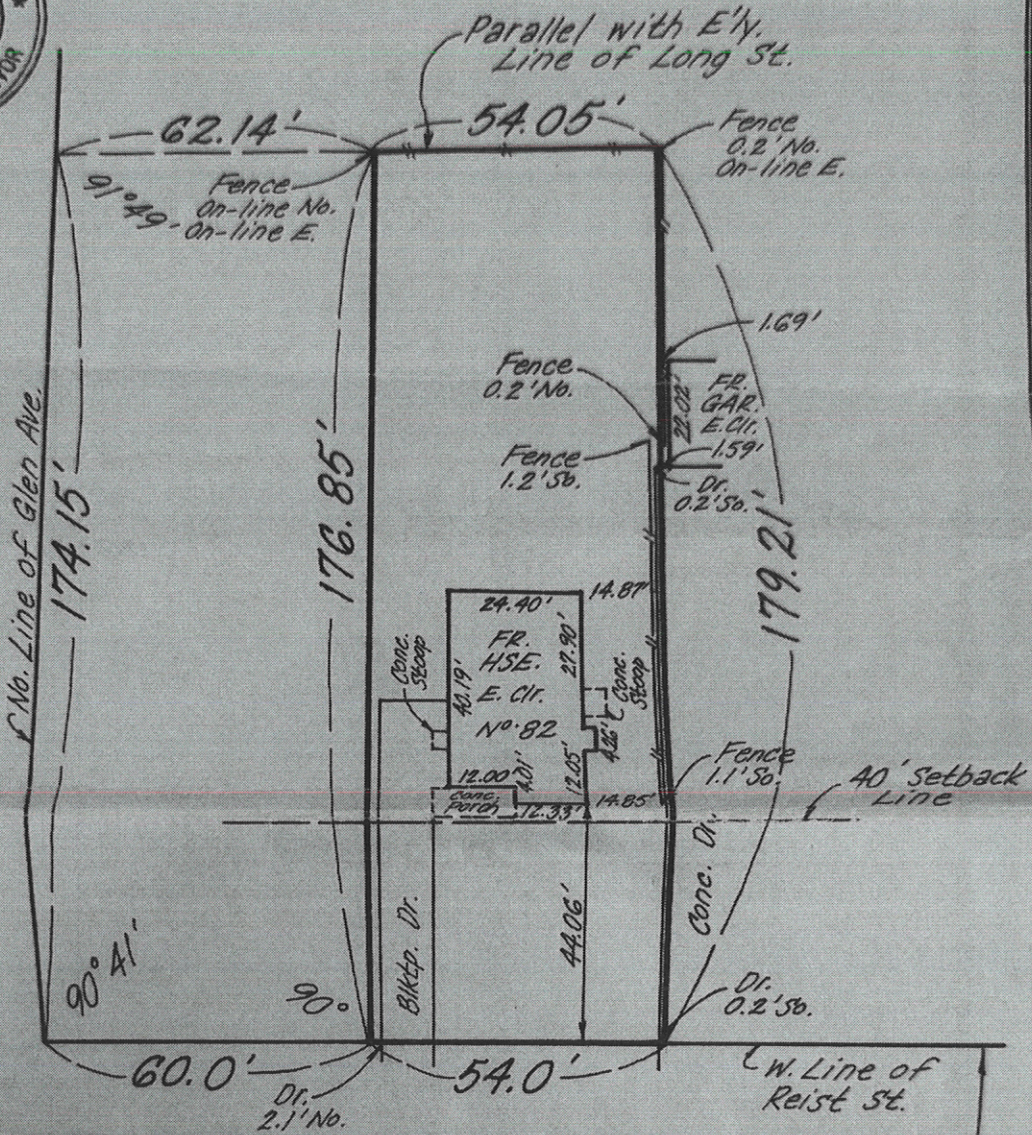 TOR
Parallel with E'ly.
Line of Long St.
62.14'
54.05'
Fence
0.2' No.
On-line E.
91°49'
Fence
On-line No.
On-line E.
1.69'
Fence
0.2' No.
22.02'
FR.
GAR.
E.Clr.
Fence
1.2' So.
1.59'
Dr.
0.2' So.
No. Line of Glen Ave.
174.15'
176.85'
179.21'
24.40'
14.87'
Conc.
Stoop
40.19'
FR.
HSE.
E. Clr.
Nº 82
27.90'
Conc.
Stoop
4.26'
12.00'
4.01'
12.05'
Conc.
Porch
12.33'
14.85'
Fence
1.1' So.
40' Setback
Line
Blktp. Dr.
44.06'
Conc. Dr.
90° 41'
90°
Dr.
0.2' So.
60.0'
54.0'
Dr.
2.1' No.
W. Line of
Reist St.